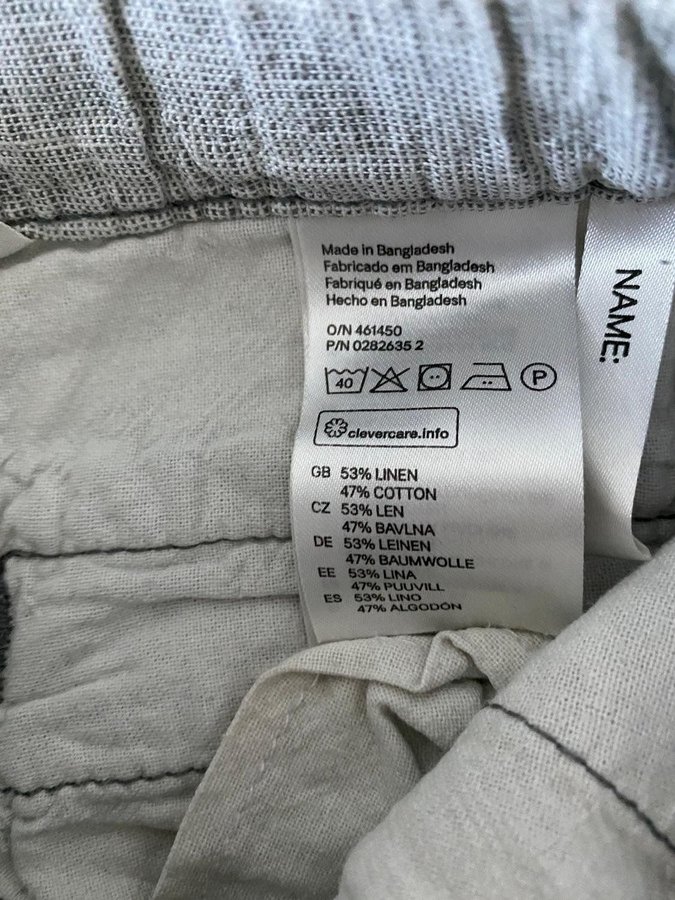 Made in Bangladesh
Fabricado em Bangladesh
Fabriqué en Bangladesh
Hecho en Bangladesh
O/N 461450
P/N 0282635 2
40 P
clevercare.info
GB 53% LINEN
47% COTTON
CZ 53% LEN
47% BAVLNA
DE 53% LEINEN
47% BAUMWOLLE
EE 53% LINA
47% PUUVILL
ES 53% LINO
47% ALGODÓN
NAME: